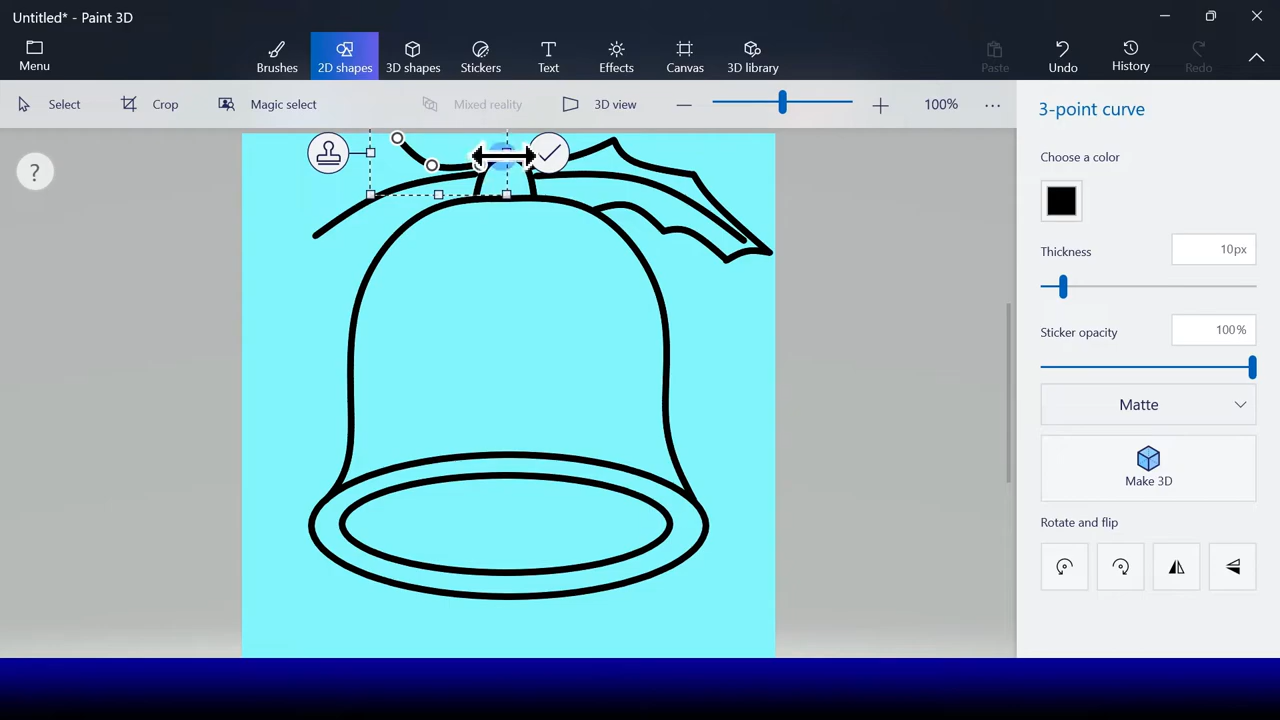 Untitled* - Paint 3D
Menu
Brushes
2D shapes
3D shapes
Stickers
Text
Effects
Canvas
3D library
Paste
Undo
History
Redo
Select
Crop
Magic select
Mixed reality
3D view
100%
3-point curve
?
Choose a color
Thickness
10px
Sticker opacity
100%
Matte
Make 3D
Rotate and flip